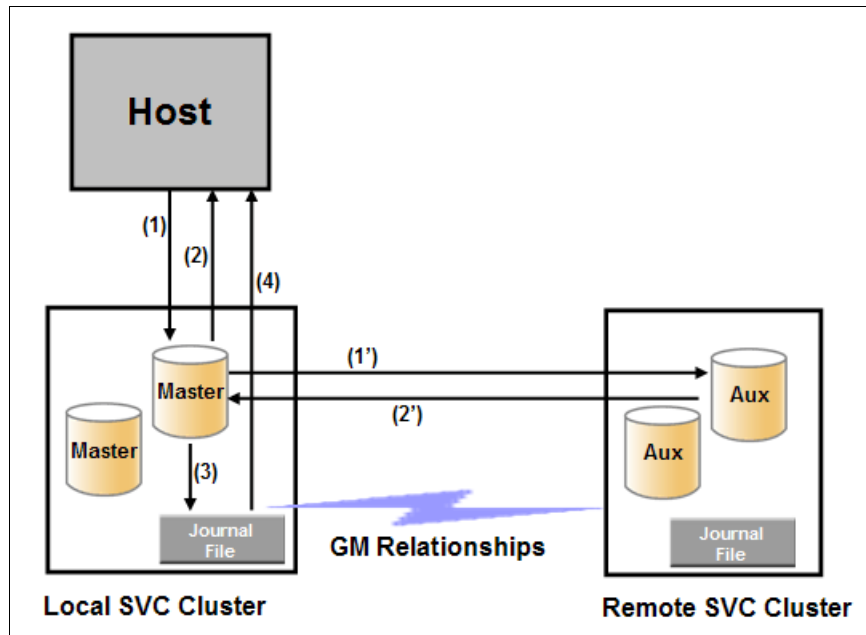 Host
(1)
(2)
(4)
(1')
Master
Aux
(2')
Master
Aux
(3)
Journal
File
GM Relationships
Journal
File
Local SVC Cluster
Remote SVC Cluster